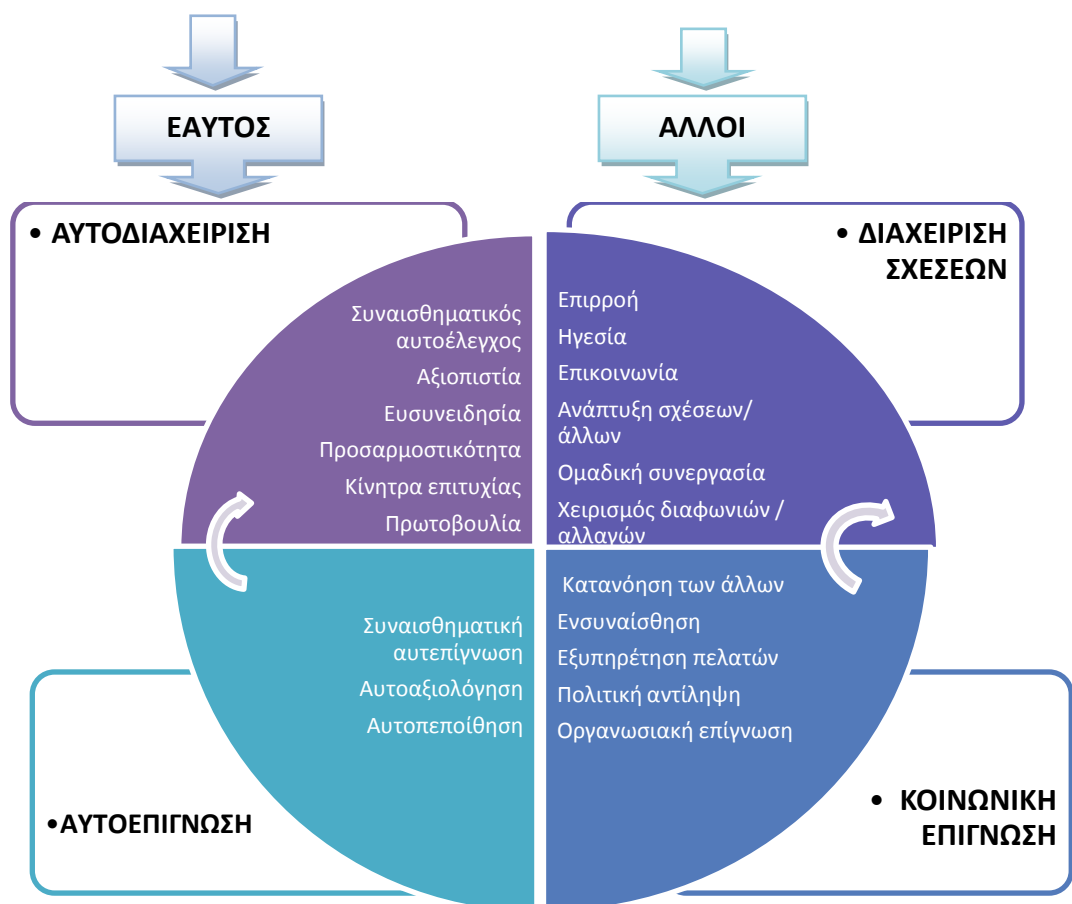 ΕΑΥΤΟΣ
ΑΛΛΟΙ
• ΑΥΤΟΔΙΑΧΕΙΡΙΣΗ
• ΔΙΑΧΕΙΡΙΣΗ
ΣΧΕΣΕΩΝ
Συναισθηματικός
αυτοέλεγχος
Αξιοπιστία
Ευσυνειδησία
Προσαρμοστικότητα
Κίνητρα επιτυχίας
Πρωτοβουλία
Επιρροή
Ηγεσία
Επικοινωνία
Ανάπτυξη σχέσεων/
άλλων
Ομαδική συνεργασία
Χειρισμός διαφωνιών /
αλλαγών
Συναισθηματική
αυτεπίγνωση
Αυτοαξιολόγηση
Αυτοπεποίθηση
Κατανόηση των άλλων
Ενσυναίσθηση
Εξυπηρέτηση πελατών
Πολιτική αντίληψη
Οργανωσιακή επίγνωση
•ΑΥΤΟΕΠΙΓΝΩΣΗ
• ΚΟΙΝΩΝΙΚΗ
ΕΠΙΓΝΩΣΗ